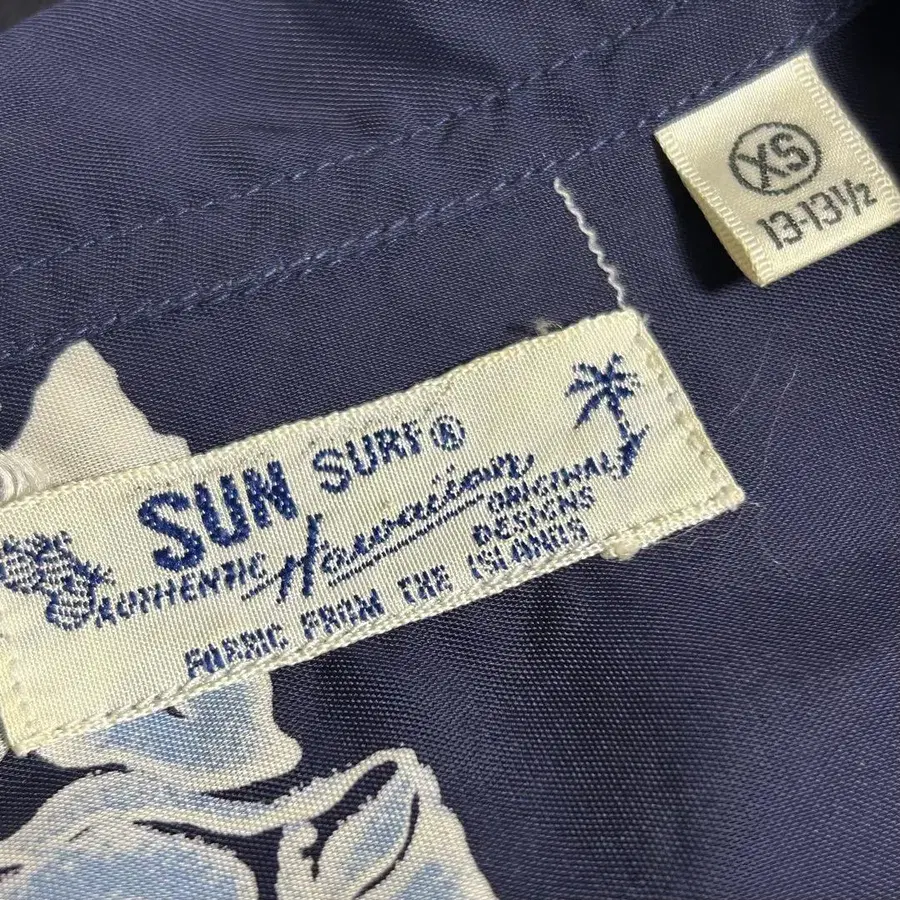 XS
13-13½
SUN SURF®
AUTHENTIC Hawaiian ORIGINAL DESIGNS
FABRIC FROM THE ISLANDS